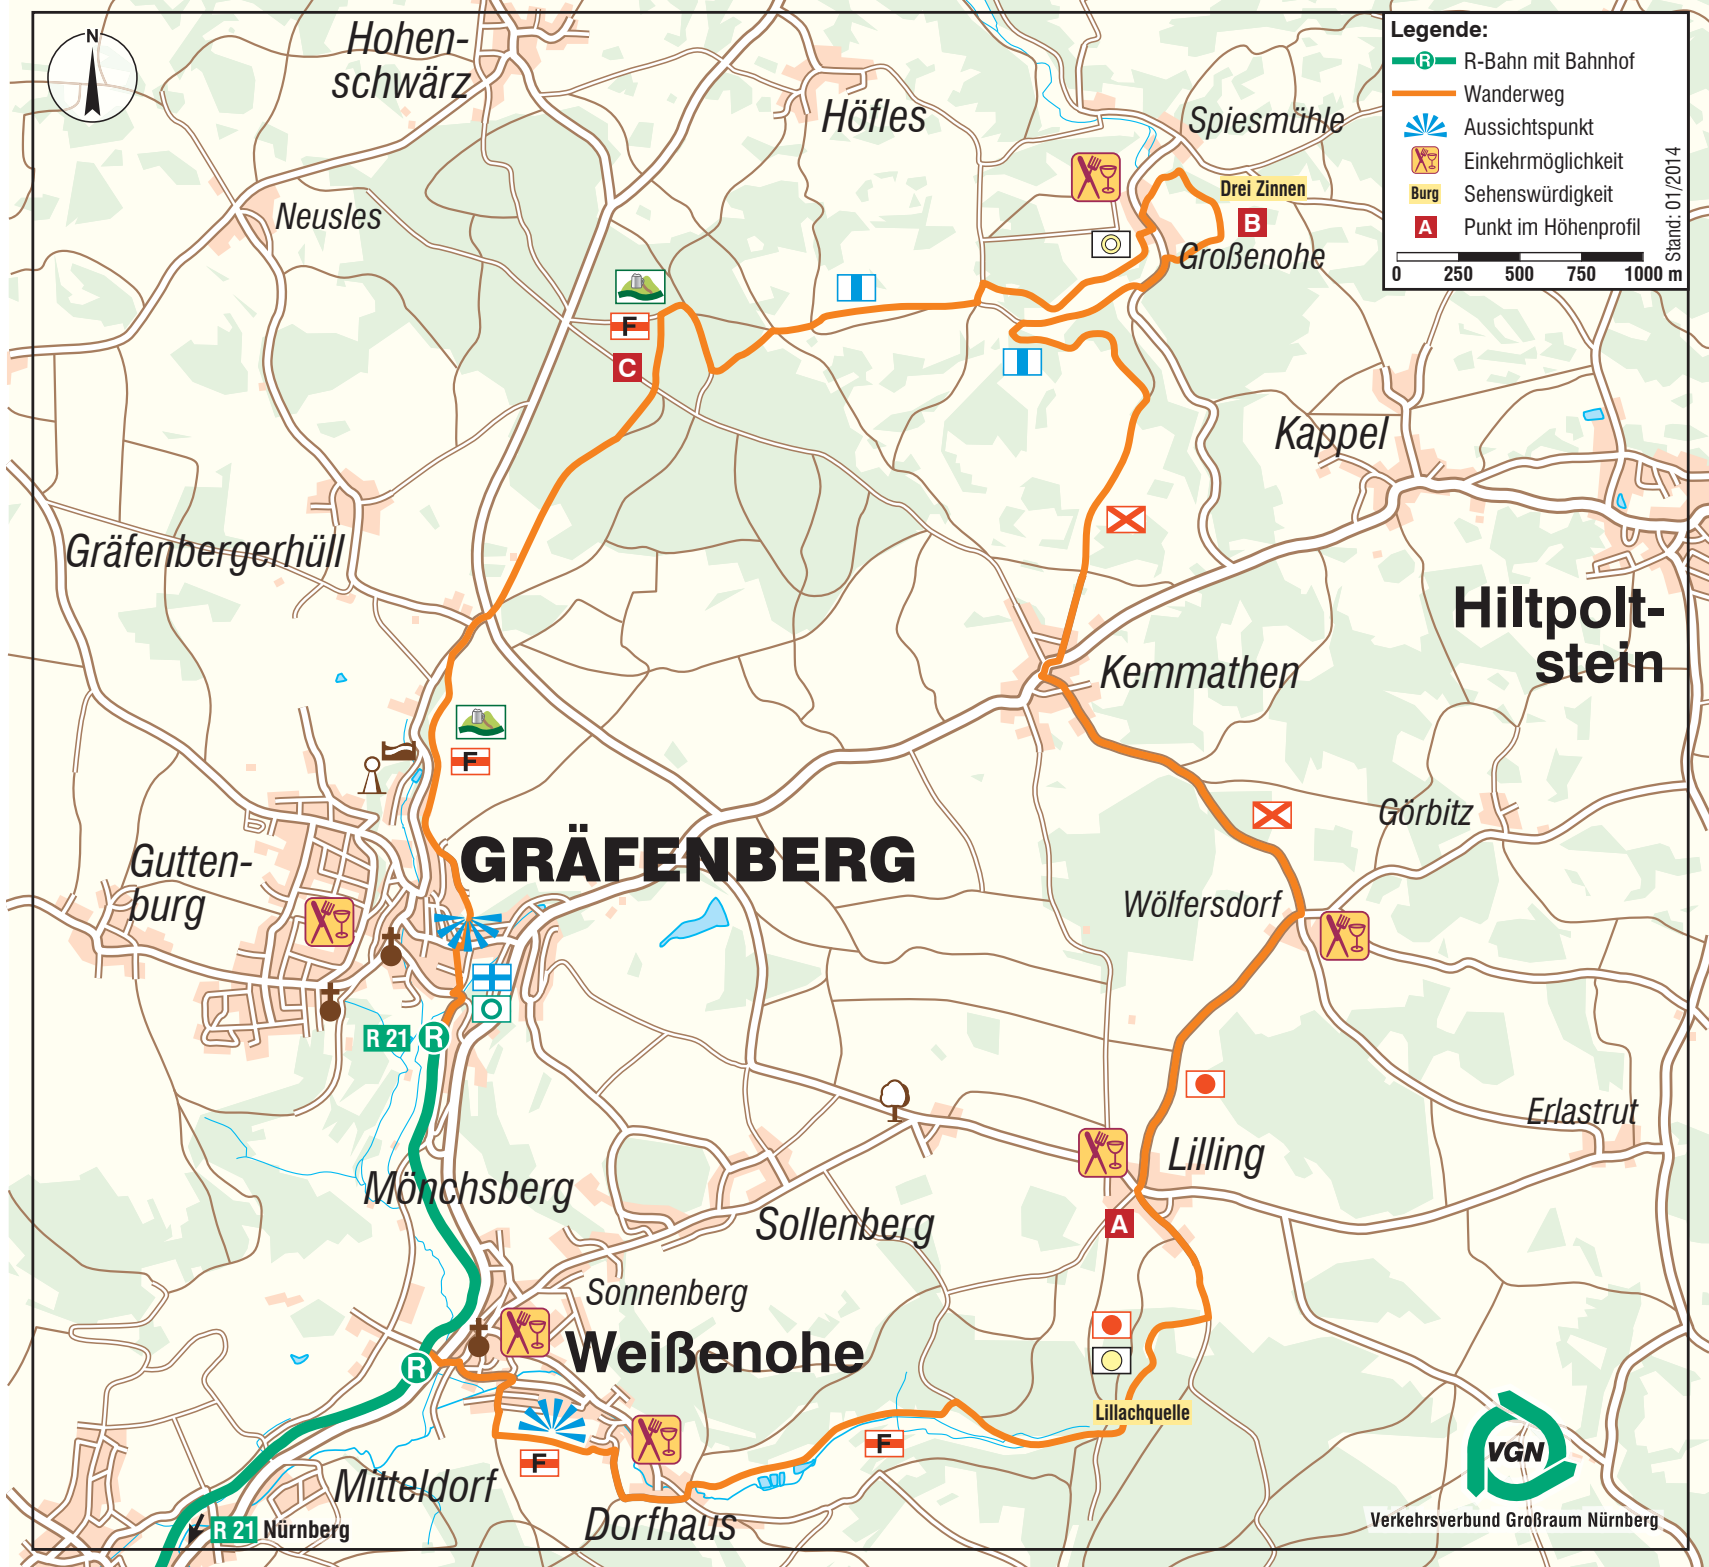 N
Hohen-
schwärz
Höfles
Spiesmühle
Neusles
Drei Zinnen
B
Großenohe
Legende:
R
R-Bahn mit Bahnhof
Wanderweg
Aussichtspunkt
Einkehrmöglichkeit
Burg
Sehenswürdigkeit
A
Punkt im Höhenprofil
0 250 500 750 1000 m
Stand: 01/2014
F
C
Kappel
Gräfenbergerhüll
Hiltpolt-
stein
Kemmathen
F
Görbitz
GRÄFENBERG
Gutten-
burg
Wölfersdorf
R 21
R
Erlastrut
Lilling
Mönchsberg
Sollenberg
A
Sonnenberg
Weißenohe
R
Lillachquelle
F
F
Mitteldorf
Dorfhaus
R 21 Nürnberg
VGN
Verkehrsverbund Großraum Nürnberg